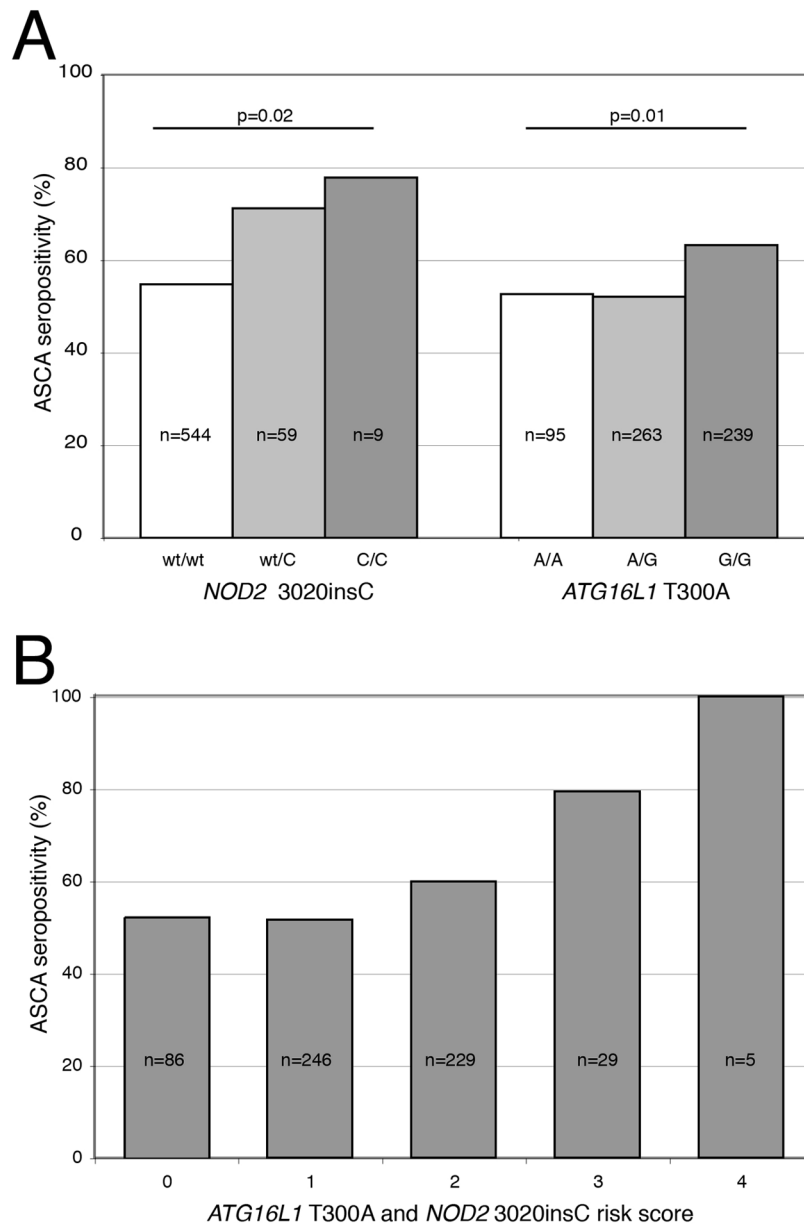 A
100
80
60
40
20
0
ASCA seropositivity (%)
p=0.02
p=0.01
n=544
n=59
n=9
n=95
n=263
n=239
wt/wt
wt/C
C/C
A/A
A/G
G/G
NOD2 3020insC
ATG16L1 T300A
B
100
80
60
40
20
0
ASCA seropositivity (%)
n=86
n=246
n=229
n=29
n=5
0
1
2
3
4
ATG16L1 T300A and NOD2 3020insC risk score